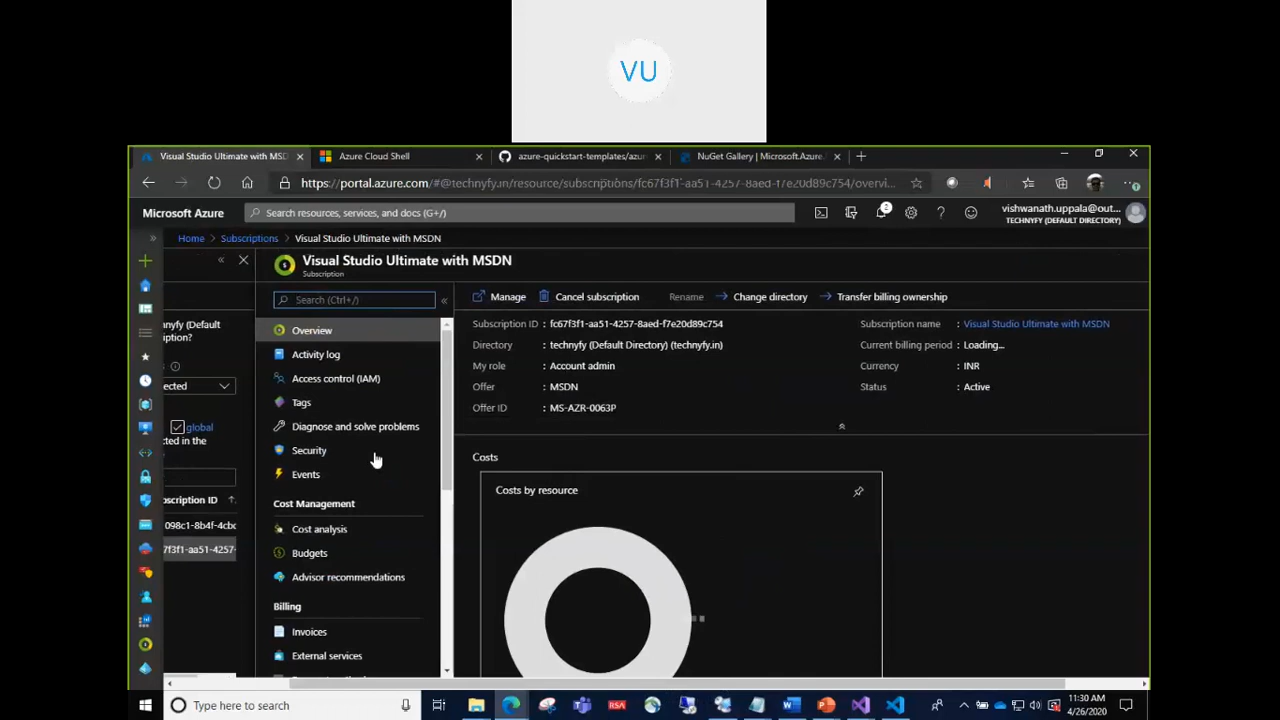 VU
Visual Studio Ultimate with MSD
Azure Cloud Shell
azure-quickstart-templates/azur
NuGet Gallery | Microsoft.Azure.
https://portal.azure.com/#@technyfy.in/resource/subscriptions/fc67f3f1-aa51-4257-8aed-f7e20d89c754/overvi...
Microsoft Azure
Search resources, services, and docs (G+/)
2
vishwanath.uppala@out...
TECHNYFY (DEFAULT DIRECTORY)
Home
Subscriptions
Visual Studio Ultimate with MSDN
Visual Studio Ultimate with MSDN
Subscription
Search (Ctrl+/)
Manage
Cancel subscription
Rename
Change directory
Transfer billing ownership
nyfy (Default
cription?
ected
global
cted in the
scription ID
098c1-8b4f-4cbc
7f3f1-aa51-4257-
Overview
Activity log
Access control (IAM)
Tags
Diagnose and solve problems
Security
Events
Cost Management
Cost analysis
Budgets
Advisor recommendations
Billing
Invoices
External services
Subscription ID : fc67f3f1-aa51-4257-8aed-f7e20d89c754
Directory : technyfy (Default Directory) (technyfy.in)
My role : Account admin
Offer : MSDN
Offer ID : MS-AZR-0063P
Subscription name : Visual Studio Ultimate with MSDN
Current billing period : Loading...
Currency : INR
Status : Active
Costs
Costs by resource
Type here to search
RSA
11:30 AM
4/26/2020